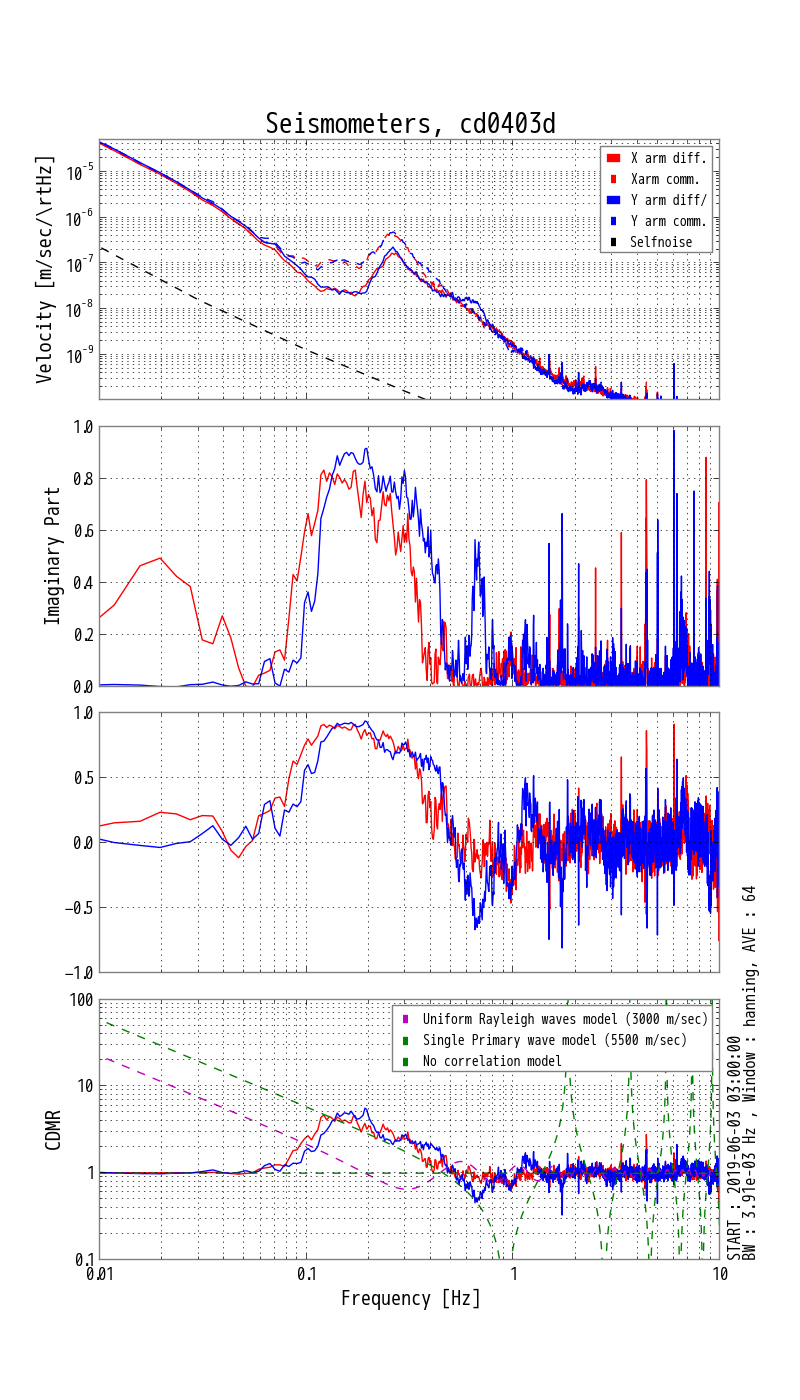 Seismometers, cd0403d
Velocity [m/sec/\rtHz]
10-5
10-6
10-7
10-8
10-9
X arm diff.
Xarm comm.
Y arm diff/
Y arm comm.
Selfnoise
Imaginary Part
1.0
0.8
0.6
0.4
0.2
0.0
1.0
0.5
0.0
−0.5
−1.0
CDMR
100
10
1
0.1
Uniform Rayleigh waves model (3000 m/sec)
Single Primary wave model (5500 m/sec)
No correlation model
0.01 0.1 1 10
Frequency [Hz]
START : 2019-06-03 03:00:00
BW : 3.91e-03 Hz , Window : hanning, AVE : 64